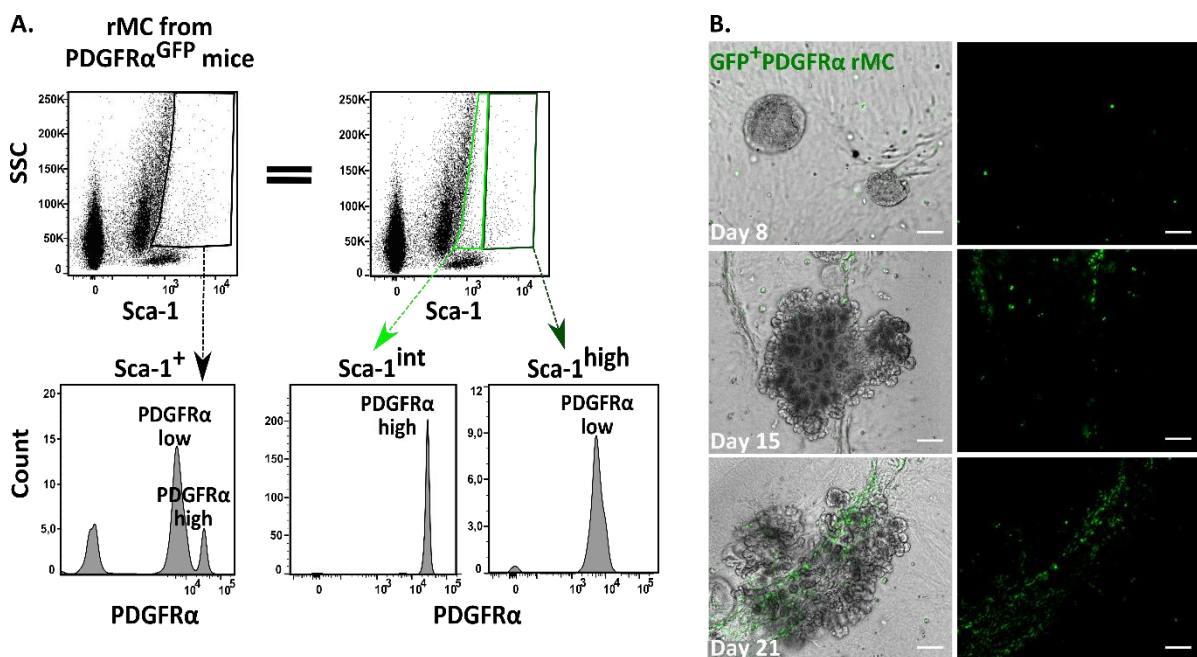 A.
rMC from
PDGFRα^GFP mice
250K
200K
150K
100K
50K
0
SSC
0 10^3 10^4
Sca-1
=
250K
200K
150K
100K
50K
0
0 10^3 10^4
Sca-1
Sca-1^+
20
15
10
5,0
0
Count
PDGFRα
low
PDGFRα
high
10^4 10^5
PDGFRα
Sca-1^int
200
150
100
50
0
PDGFRα
high
0 10^3 10^4 10^5
Sca-1^high
12
9,0
6,0
3,0
0
PDGFRα
low
0 10^3 10^4 10^5
PDGFRα
B.
GFP^+PDGFRα rMC
Day 8
Day 15
Day 21